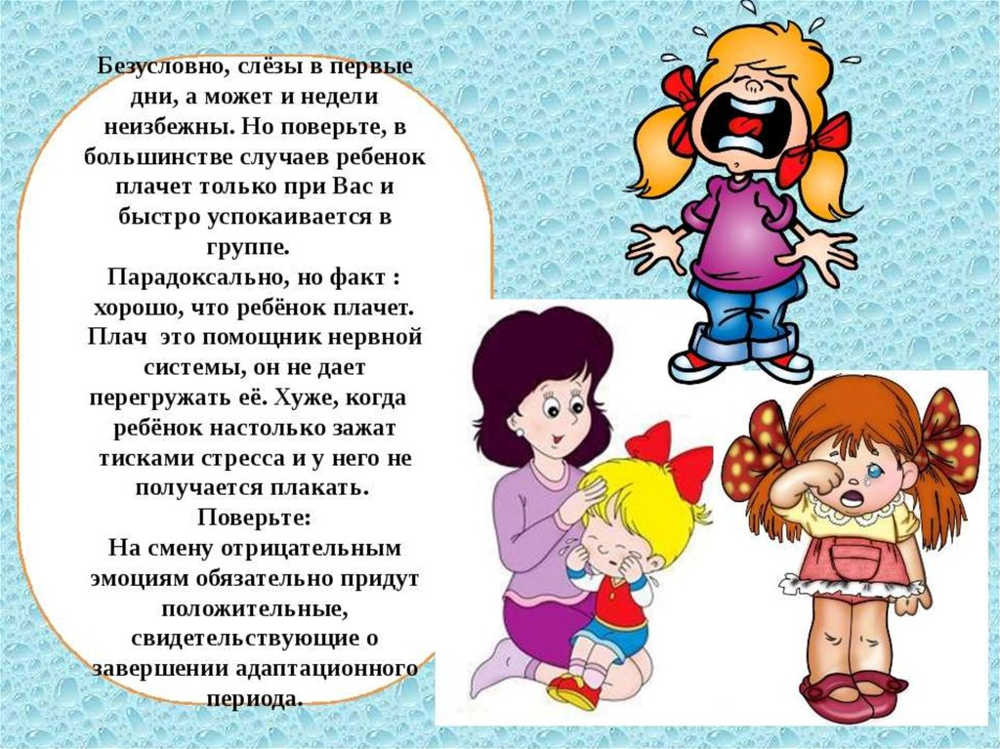 Безусловно, слёзы в первые
дни, а может и недели
неизбежны. Но поверьте, в
большинстве случаев ребенок
плачет только при Вас и
быстро успокаивается в
группе.
Парадоксально, но факт :
хорошо, что ребёнок плачет.
Плач  это помощник нервной
системы, он не дает
перегружать её. Хуже, когда
ребёнок настолько зажат
тисками стресса и у него не
получается плакать.
Поверьте:
На смену отрицательным
эмоциям обязательно придут
положительные,
свидетельствующие о
завершении адаптационного
периода.